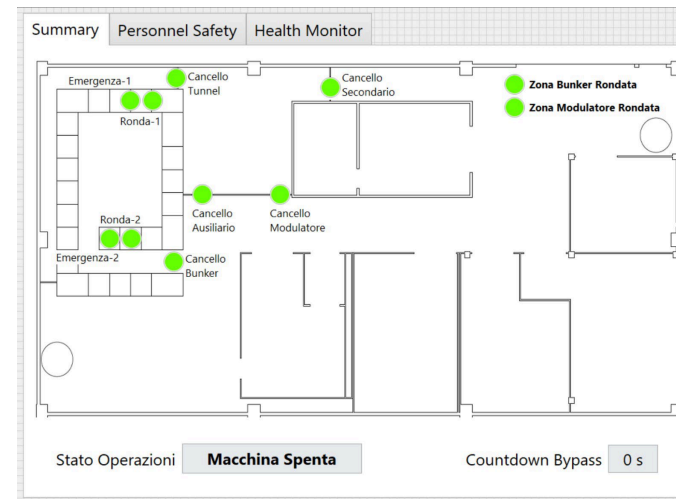 Summary
Personnel Safety
Health Monitor
Emergenza-1
Cancello
Tunnel
Cancello
Secondario
Zona Bunker Rondata
Zona Modulatore Rondata
Ronda-1
Cancello
Ausiliario
Cancello
Modulatore
Ronda-2
Emergenza-2
Cancello
Bunker
Stato Operazioni
Macchina Spenta
Countdown Bypass
0 s